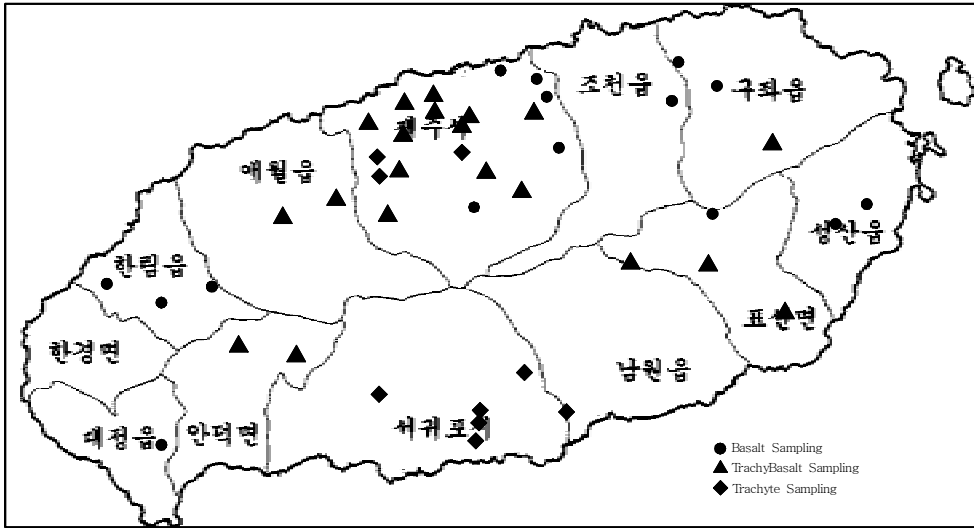 조천읍
구좌읍
제주시
애월읍
성산읍
한림읍
표선면
한경면
남원읍
서귀포시
대정읍
안덕면
Basalt Sampling
TrachyBasalt Sampling
Trachyte Sampling